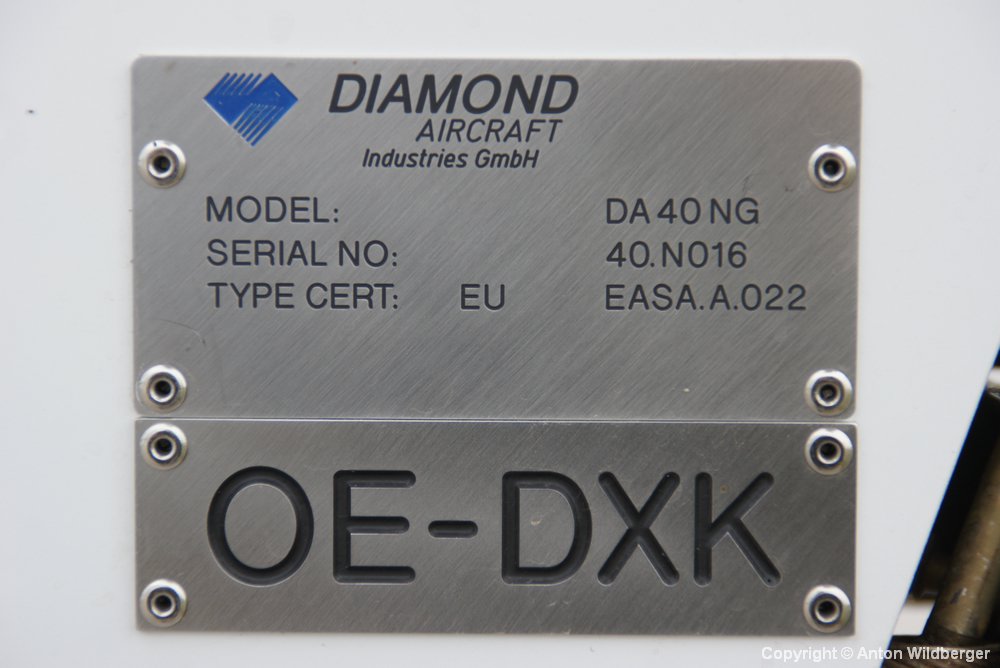 DIAMOND
AIRCRAFT
Industries GmbH
MODEL: DA 40 NG
SERIAL NO: 40.N016
TYPE CERT: EU EASA.A.022
OE-DXK
Copyright © Anton Wildberger